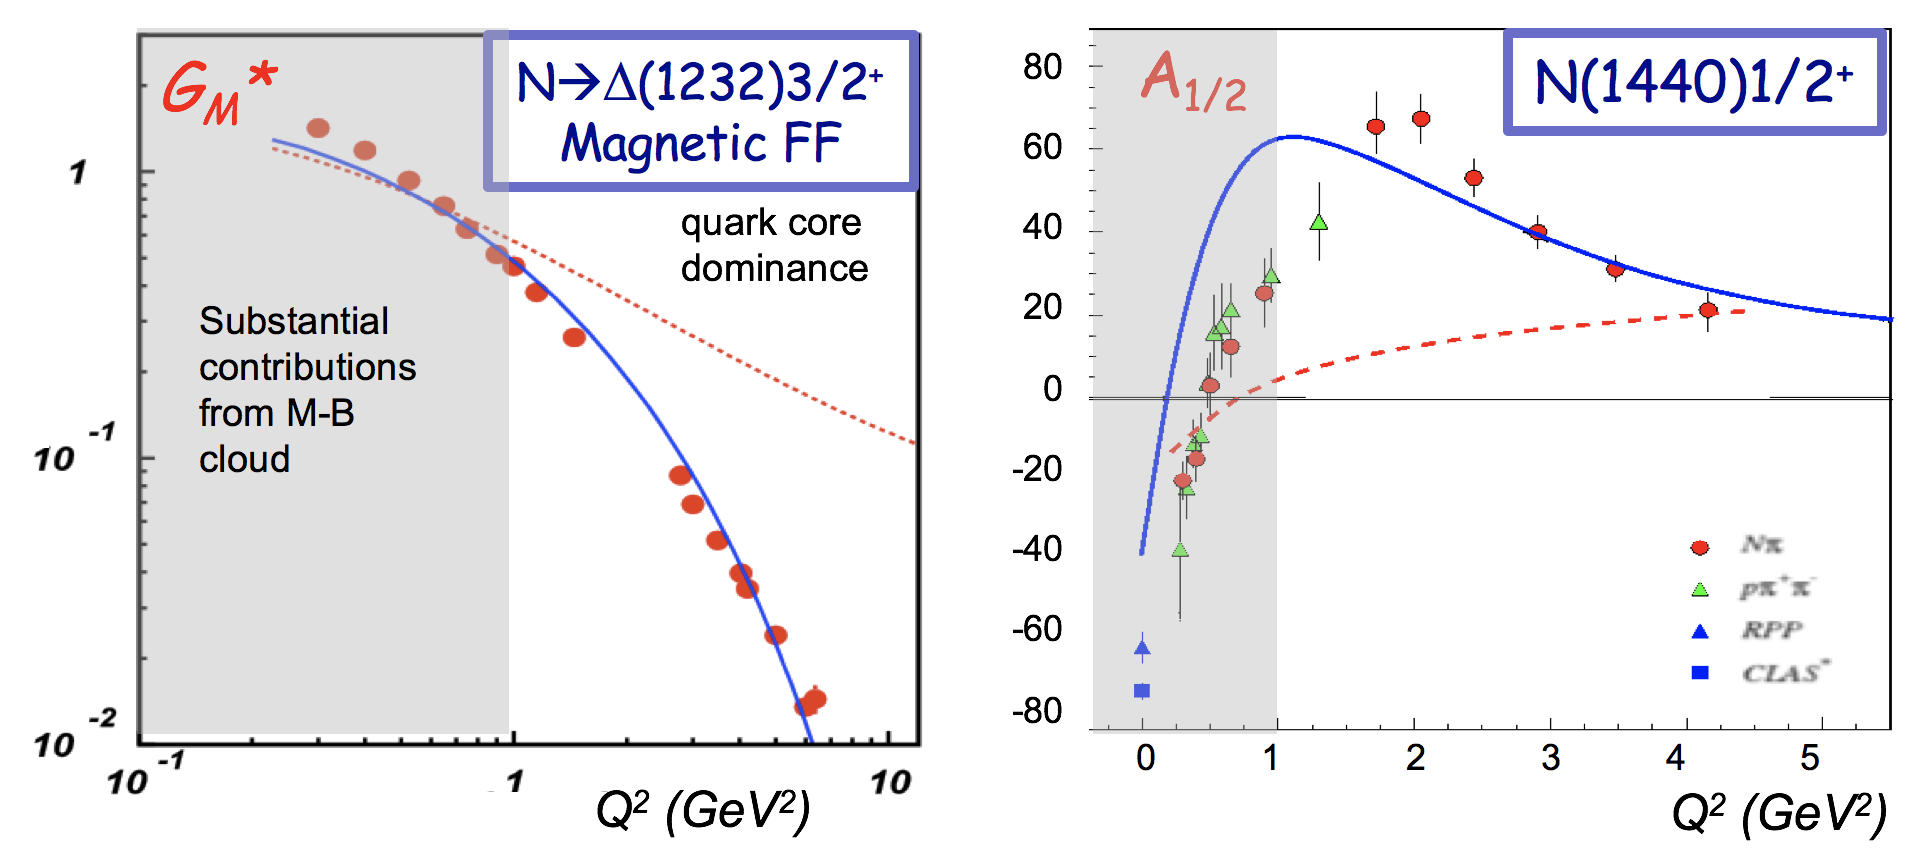 G_M*
N→Δ(1232)3/2⁺
Magnetic FF
quark core
dominance
Substantial
contributions
from M-B
cloud
1
10⁻¹
10⁻²
10⁻¹
1
10
Q² (GeV²)
A₁/₂
N(1440)1/2⁺
80
60
40
20
0
-20
-40
-60
-80
Nπ
pπ⁺π⁻
RPP
CLAS
0
1
2
3
4
5
Q² (GeV²)